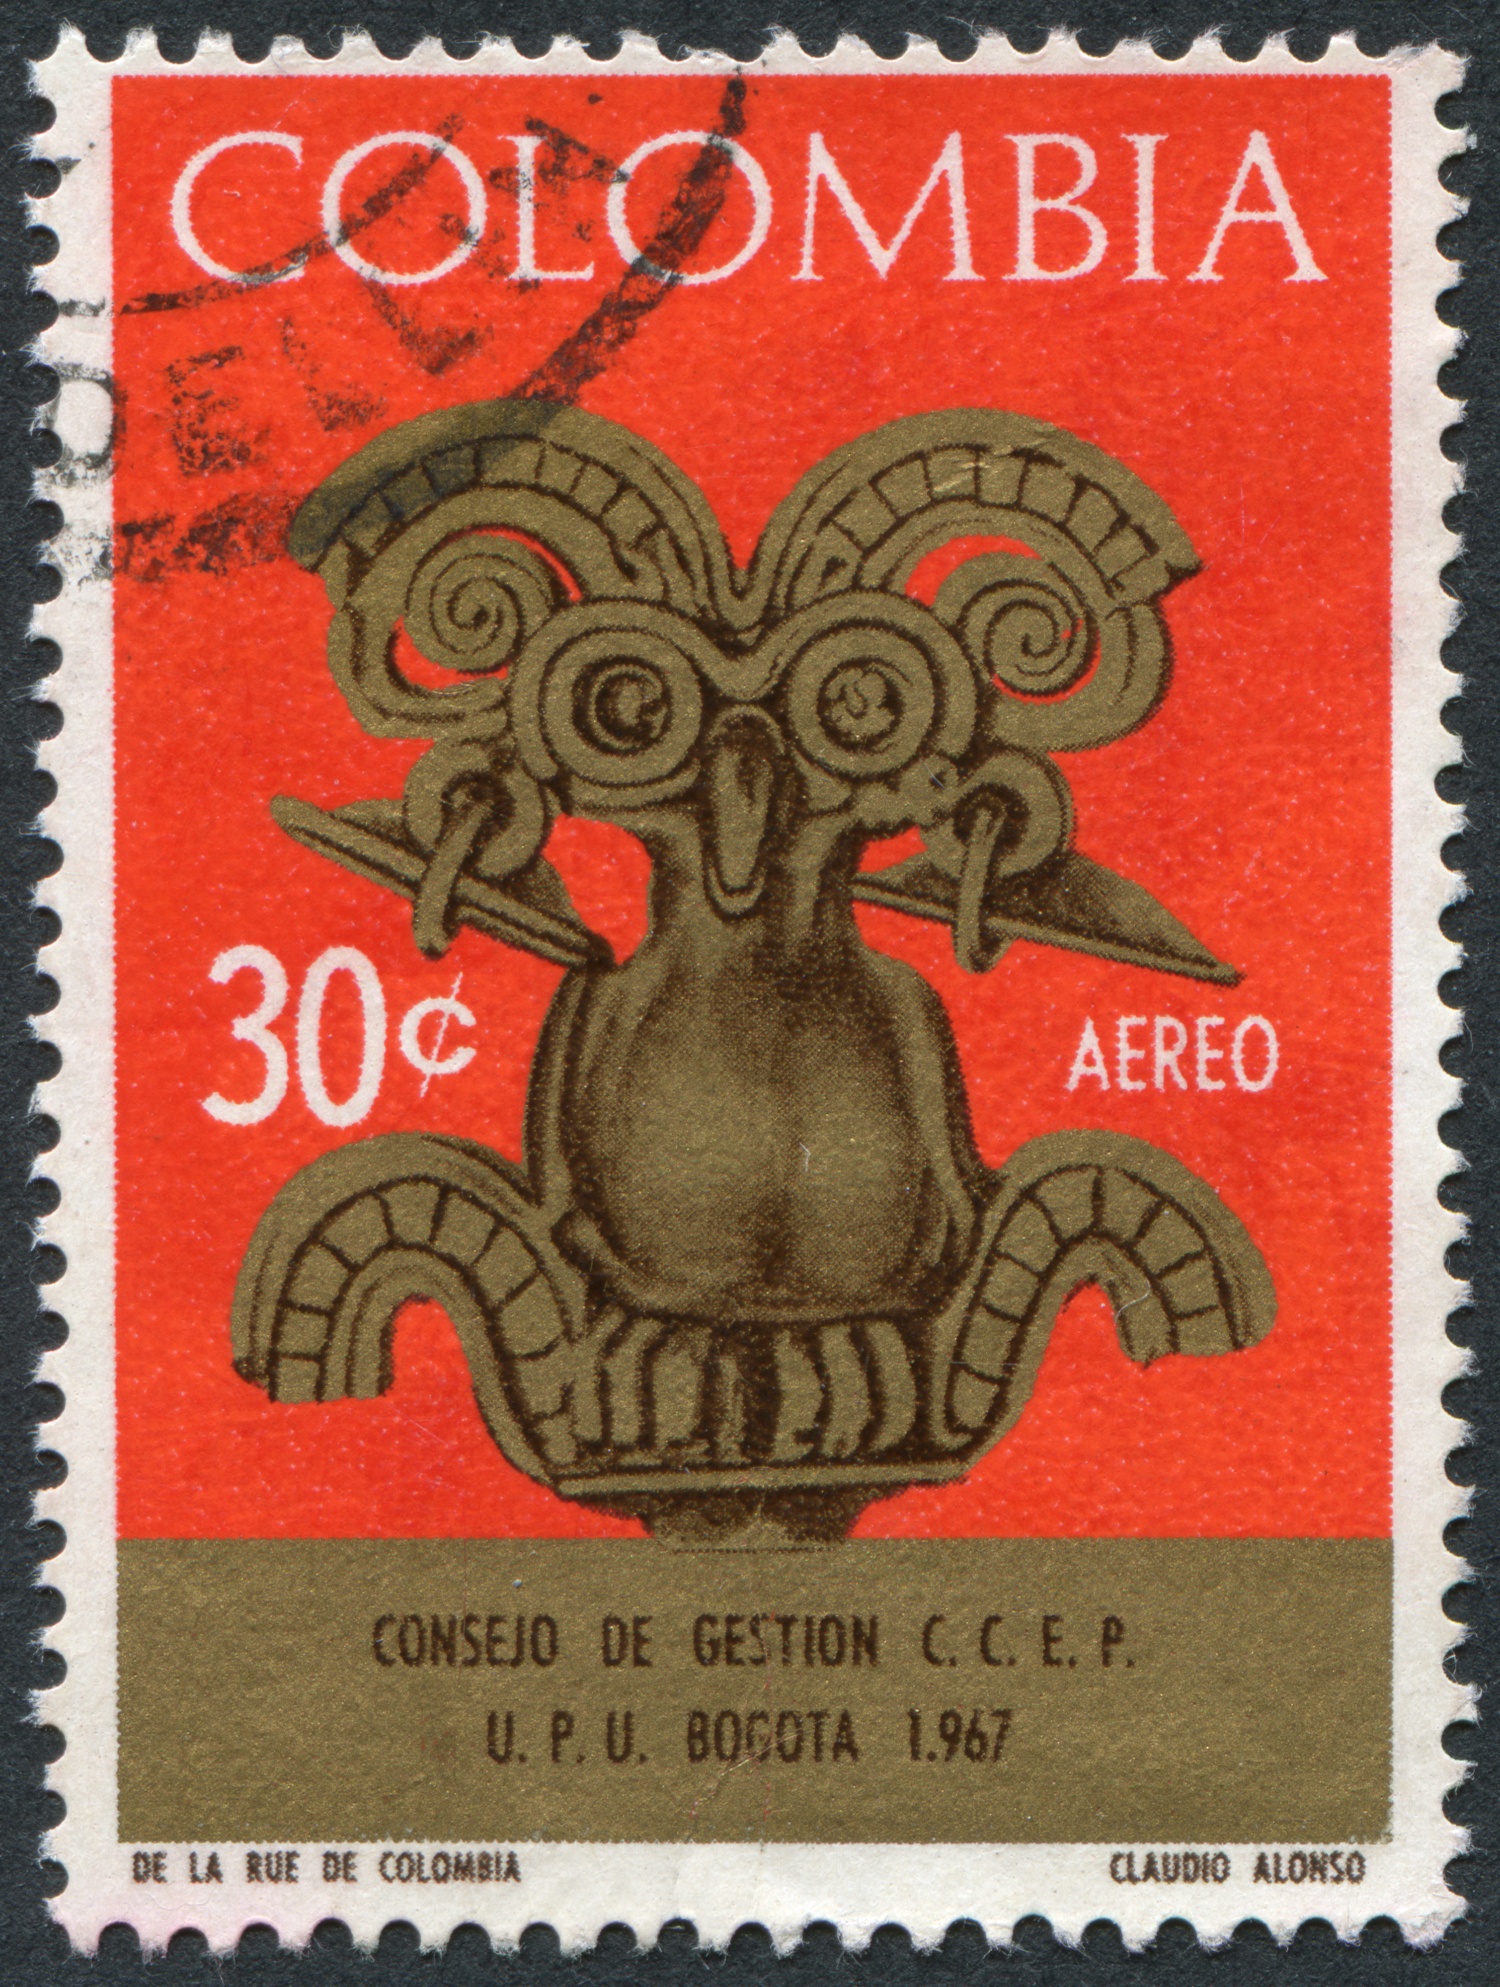 COLOMBIA
30¢
AEREO
CONSEJO DE GESTION C. C. E. P.
U. P. U. BOGOTA 1.967
DE LA RUE DE COLOMBIA
CLAUDIO ALONSO